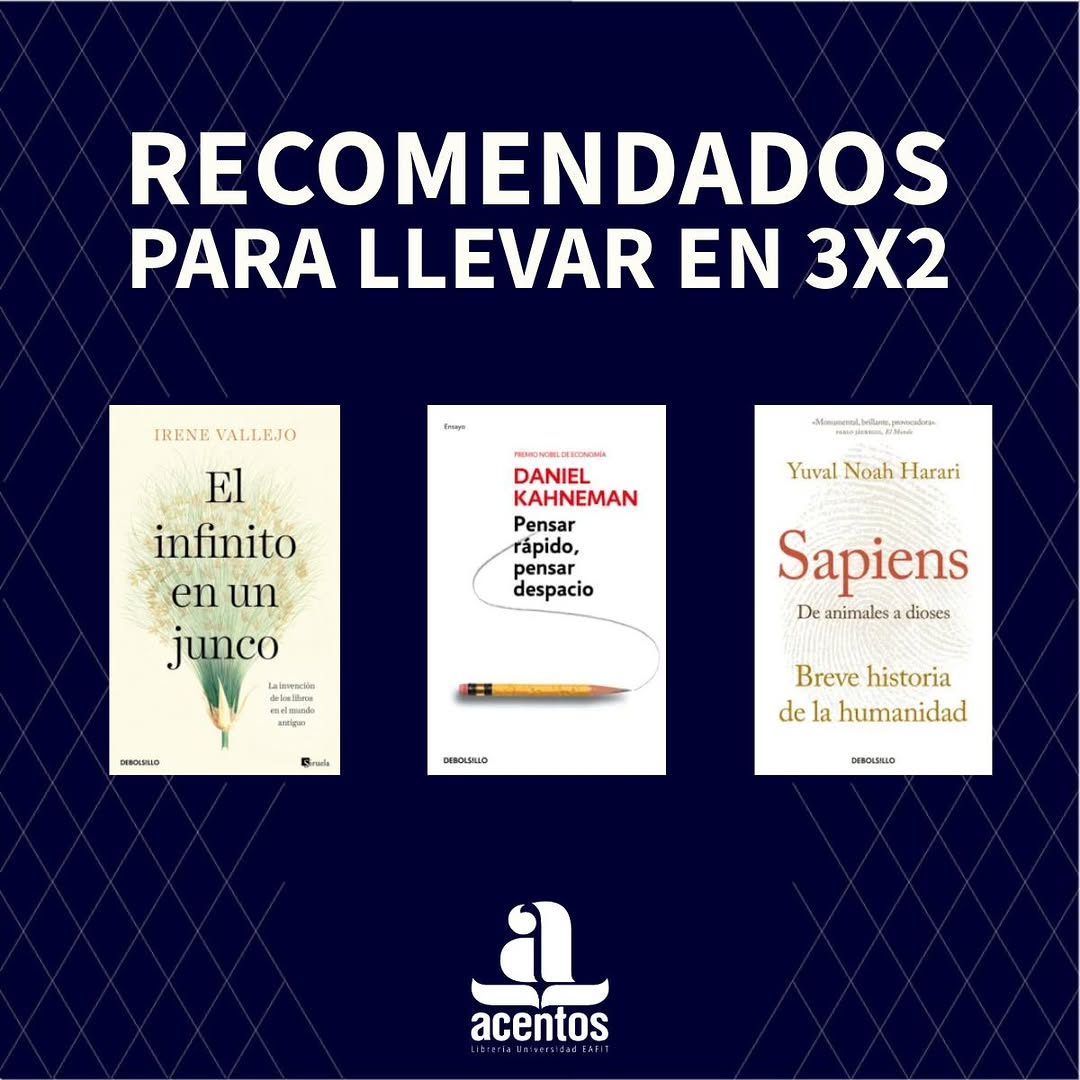 RECOMENDADOS
PARA LLEVAR EN 3X2
IRENE VALLEJO
El
infinito
en un
junco
La invención
de los libros
en el mundo
antiguo
DEBOLSILLO
Siruela
Ensayo
PREMIO NOBEL DE ECONOMÍA
DANIEL
KAHNEMAN
Pensar
rápido,
pensar
despacio
DEBOLSILLO
«Monumental, brillante, provocadora».
El Mundo
Yuval Noah Harari
Sapiens
De animales a dioses
Breve historia
de la humanidad
DEBOLSILLO
a
acentos
Librería Universidad EAFIT